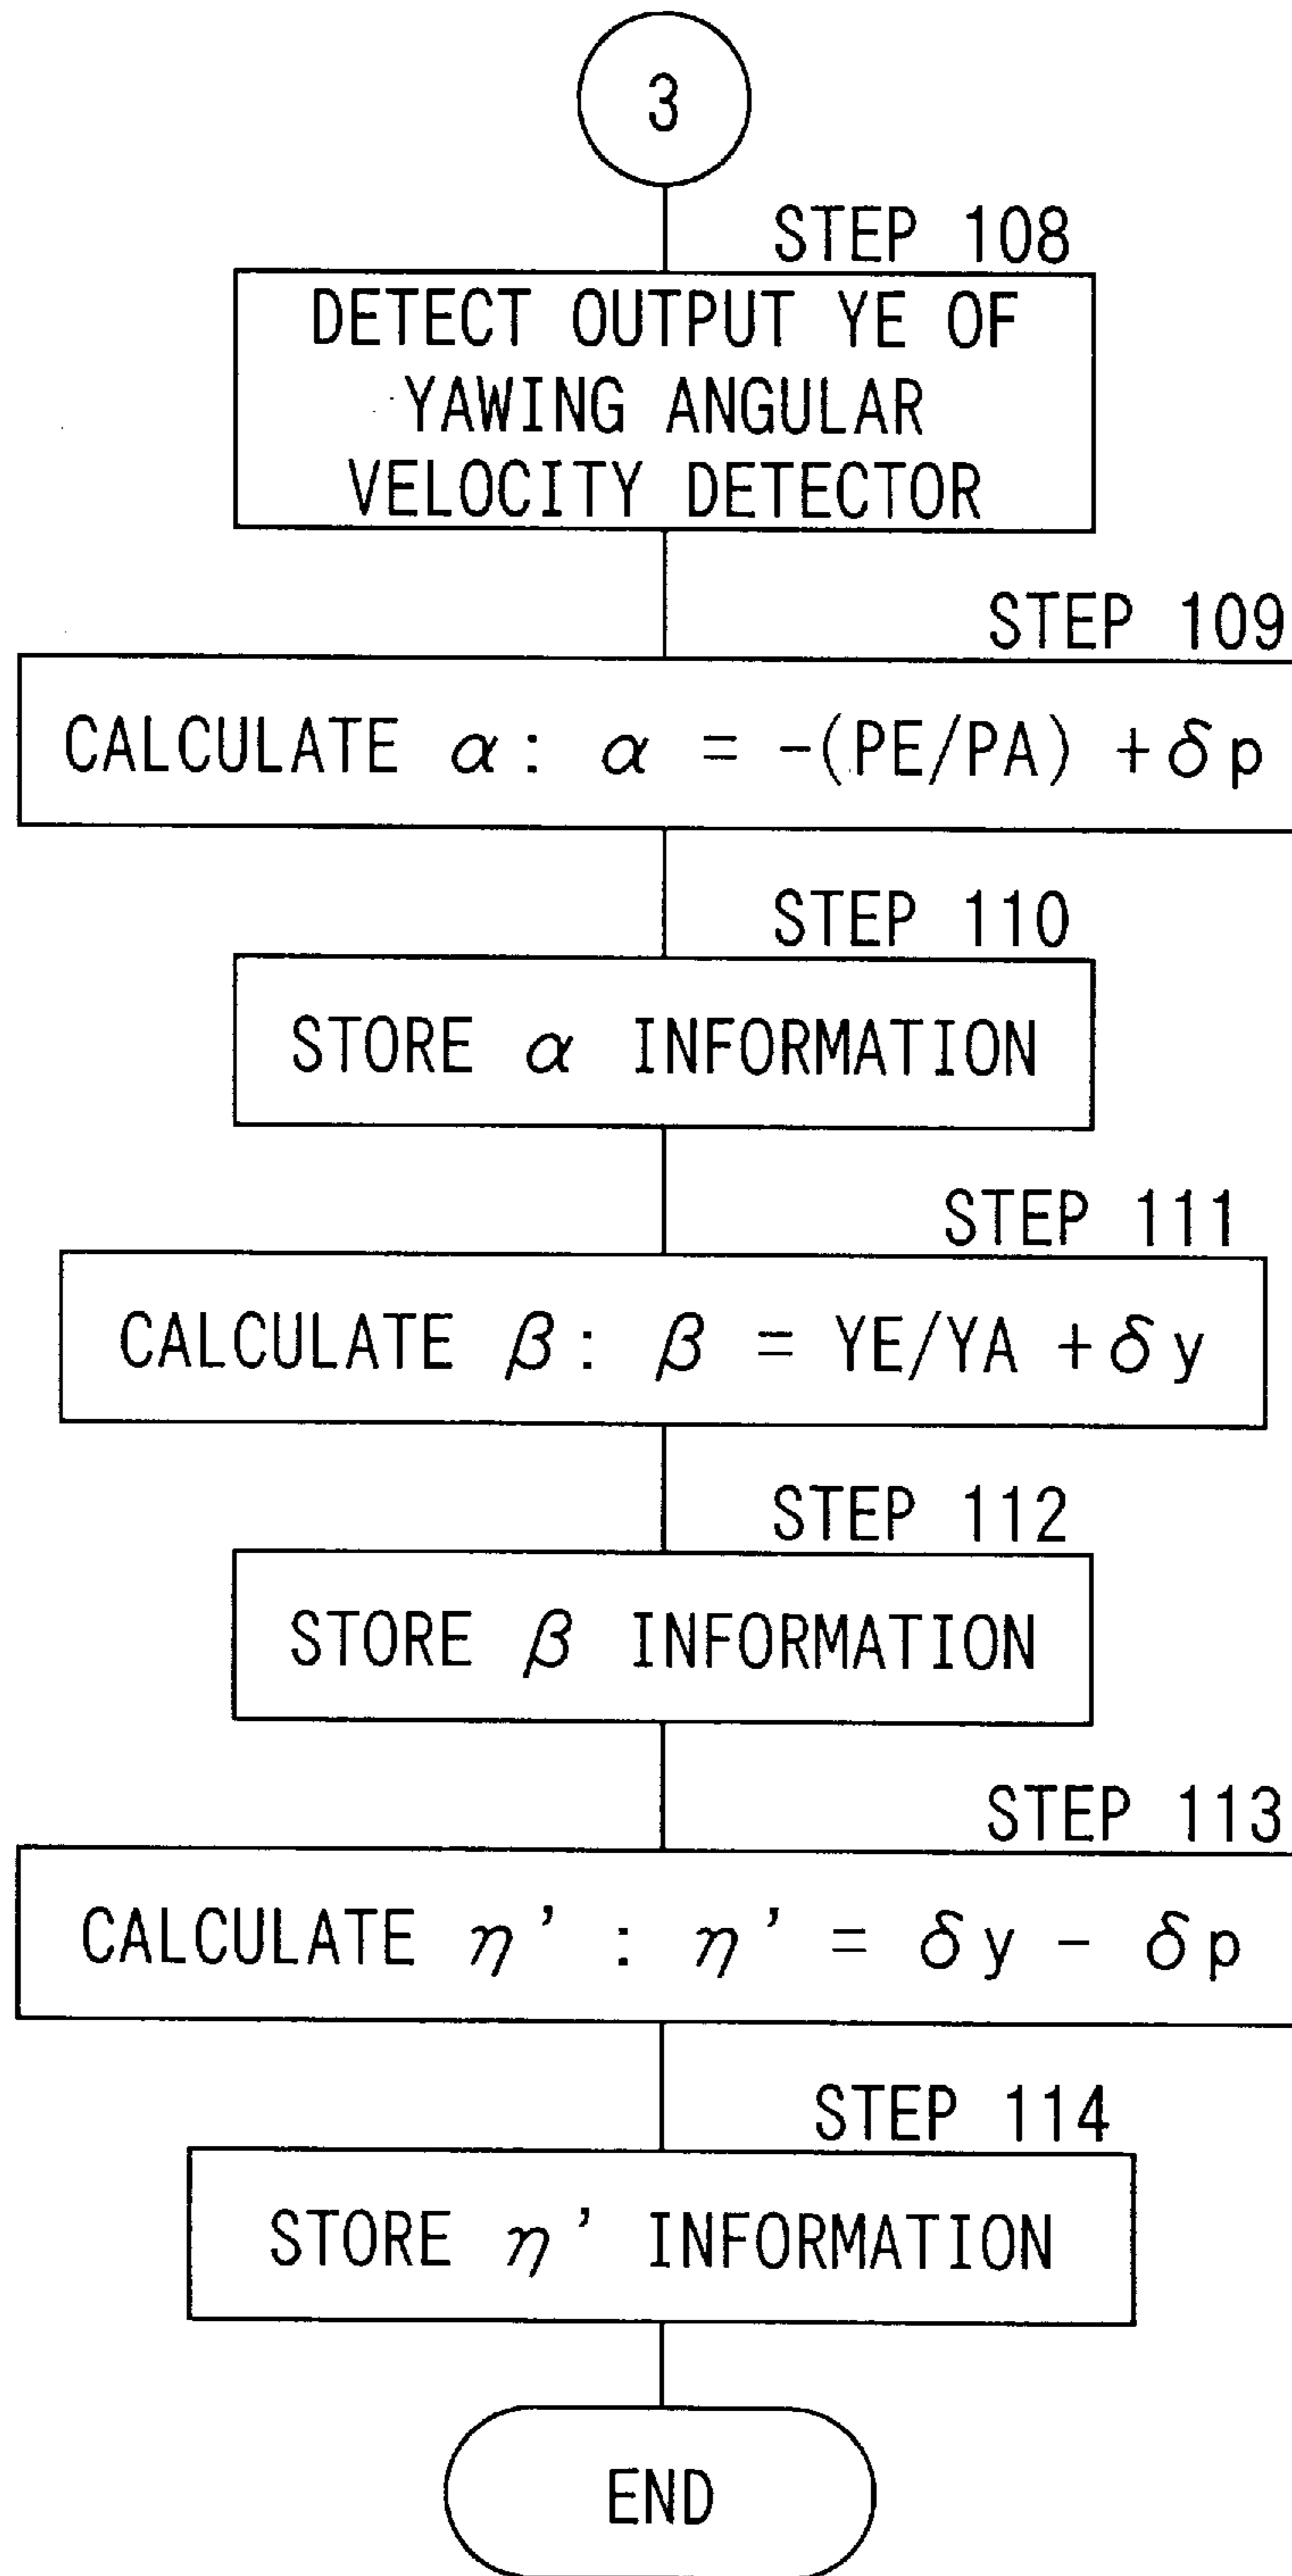 3
STEP 108
DETECT OUTPUT YE OF
YAWING ANGULAR
VELOCITY DETECTOR
STEP 109
CALCULATE α: α = -(PE/PA) +δp
STEP 110
STORE α INFORMATION
STEP 111
CALCULATE β: β = YE/YA +δy
STEP 112
STORE β INFORMATION
STEP 113
CALCULATE η' : η' = δy - δp
STEP 114
STORE η' INFORMATION
END